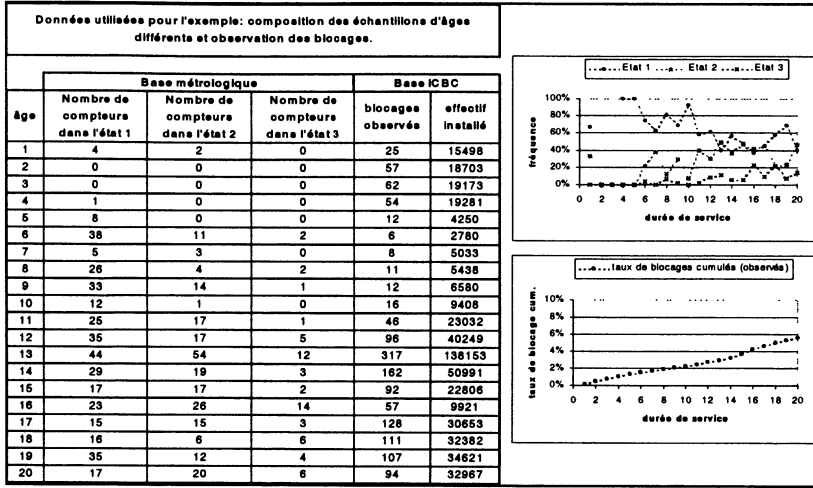 Données utilisées pour l'exemple: composition des échantillons d'âges
différents et observation des blocages.
Base métrologique Base ICBC
âge Nombre de compteurs dans l'état 1 Nombre de compteurs dans l'état 2 Nombre de compteurs dans l'état 3 blocages observés effectif installé
1 4 2 0 25 15498
2 0 0 0 57 18703
3 0 0 0 62 19173
4 1 0 0 54 19281
5 8 0 0 12 4250
6 38 11 2 6 2780
7 5 3 0 8 5033
8 26 4 2 11 5438
9 33 14 1 12 6580
10 12 1 0 16 9408
11 25 17 1 46 23032
12 35 17 5 96 40249
13 44 54 12 317 138153
14 29 19 3 162 50991
15 17 17 2 92 22806
16 23 26 14 57 9921
17 15 15 3 128 30653
18 16 6 6 111 32382
19 35 12 4 107 34621
20 17 20 6 94 32967
Etat 1 Etat 2 Etat 3
fréquence
100%
80%
60%
40%
20%
0%
0 2 4 6 8 10 12 14 16 18 20
durée de service
taux de blocages cumulés (observés)
taux de blocage cum.
10%
8%
6%
4%
2%
0%
0 2 4 6 8 10 12 14 16 18 20
durée de service